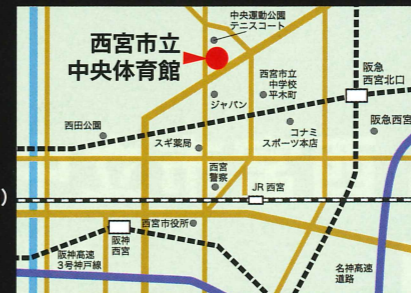 中央運動公園
テニスコート
西宮市立
中央体育館
阪急
西宮北口
西宮市立
中学校
平木町
ジャパン
阪急西宮
西田公園
コナミ
スポーツ本店
スギ薬局
西宮
警察
JR 西宮
)
西宮市役所
阪神
西宮
阪神高速
3号神戸線
名神高速
道路